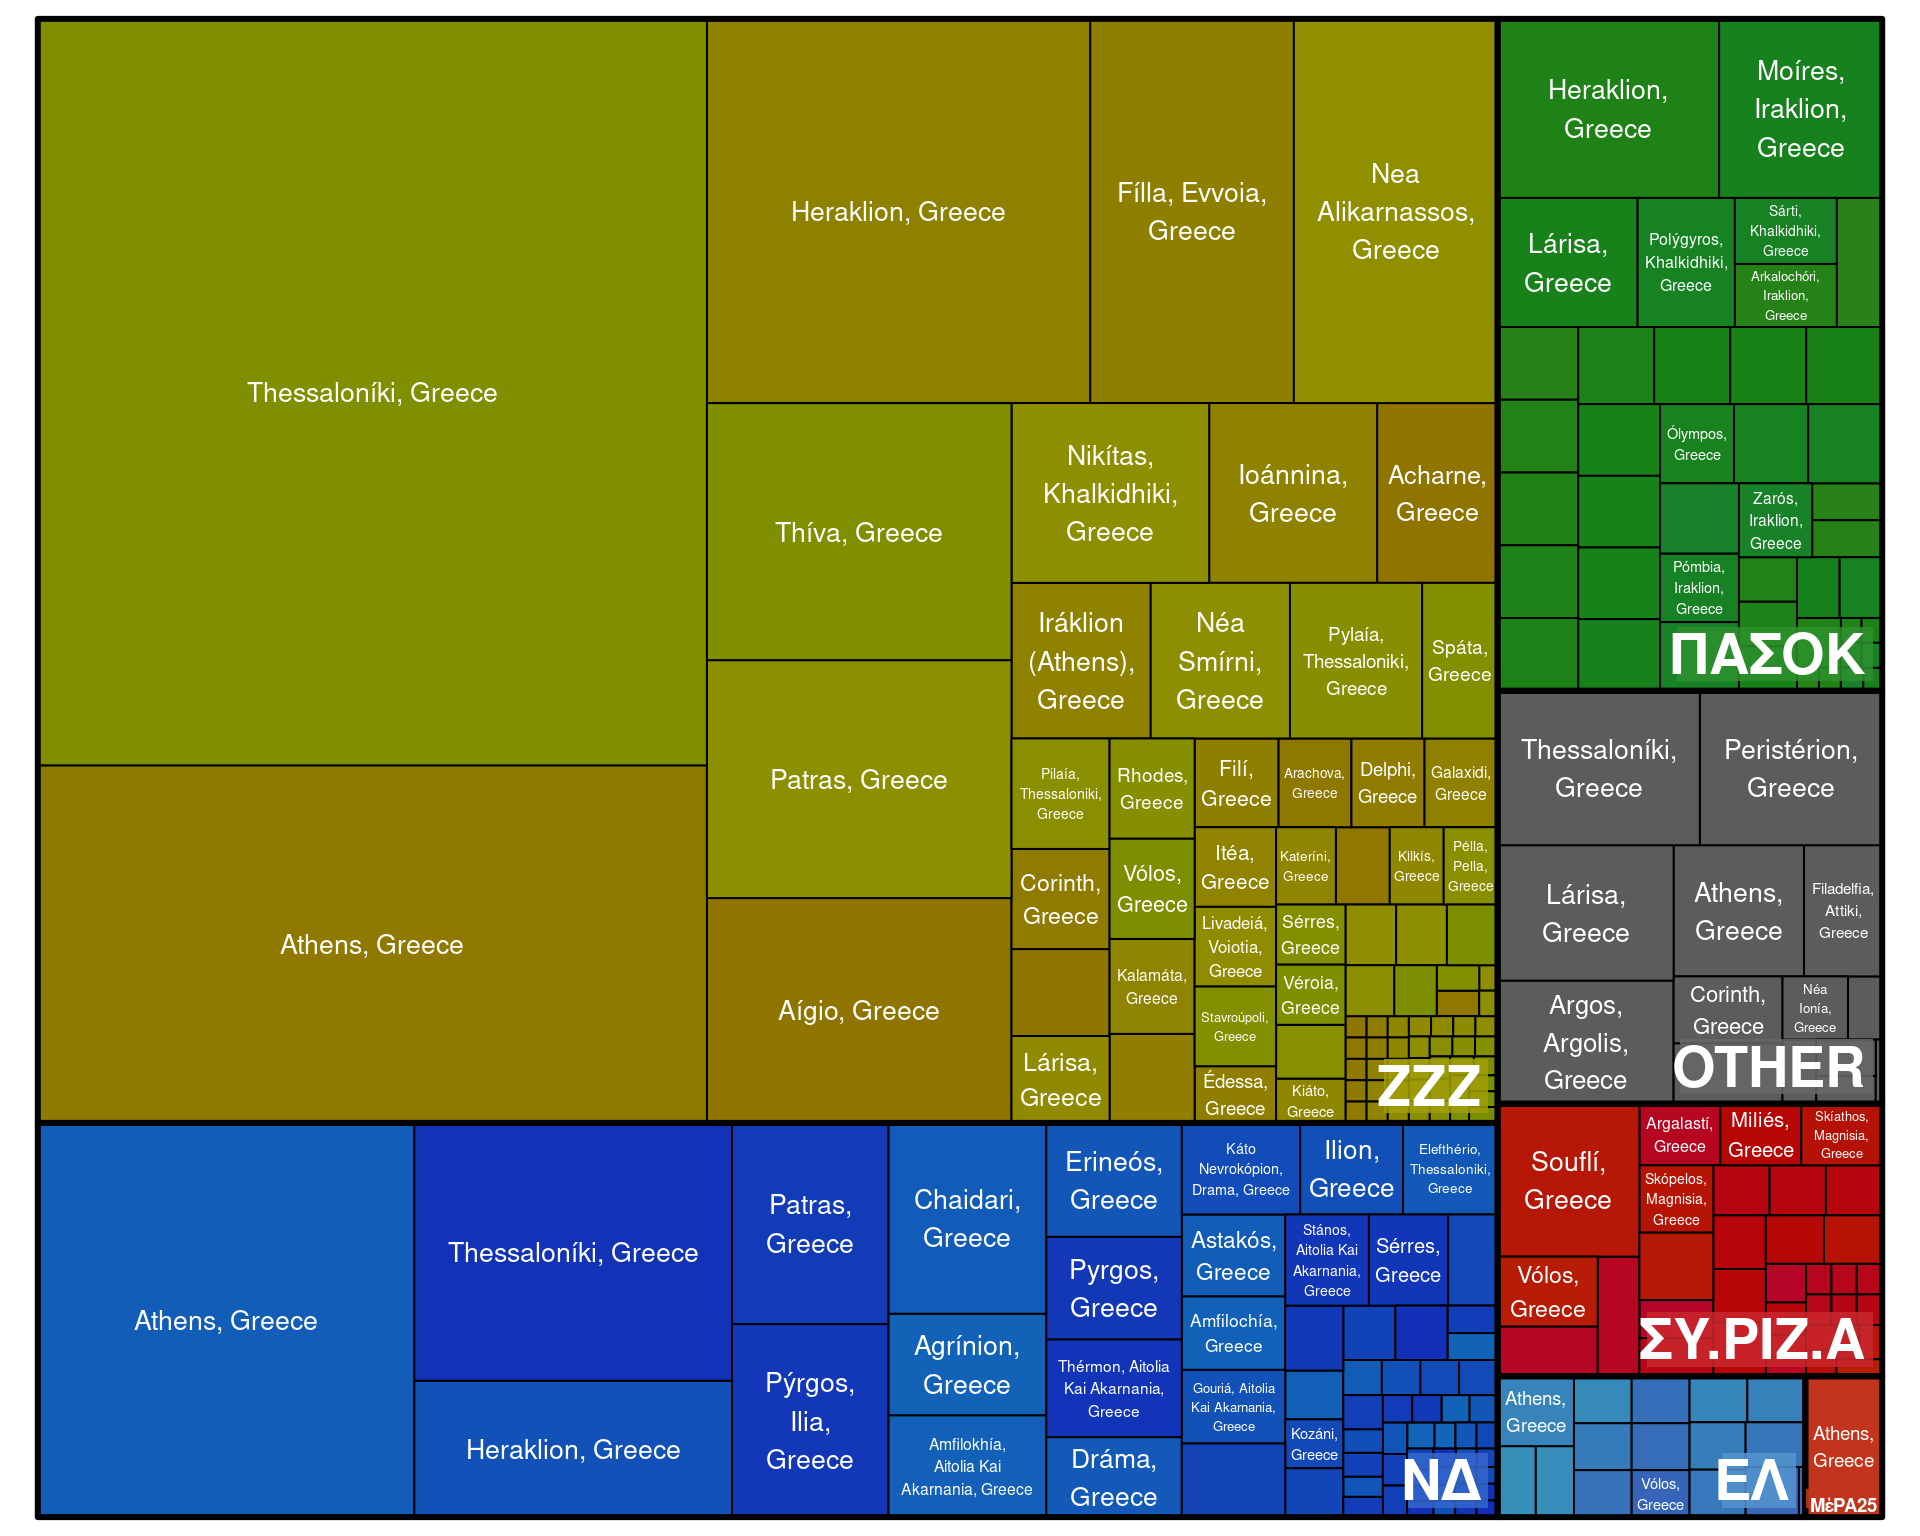 Thessaloníki, Greece
Athens, Greece
Heraklion, Greece
Fílla, Evvoia,
Greece
Nea
Alikarnassos,
Greece
Thíva, Greece
Patras, Greece
Aígio, Greece
Nikítas,
Khalkidhiki,
Greece
Ioánnina,
Greece
Acharne,
Greece
Iráklion
(Athens),
Greece
Néa
Smírni,
Greece
Pylaía,
Thessaloniki,
Greece
Spáta,
Greece
Pilaía,
Thessaloniki,
Greece
Corinth,
Greece
Lárisa,
Greece
Rhodes,
Greece
Vólos,
Greece
Kalamáta,
Greece
Filí,
Greece
Arachova,
Greece
Delphi,
Greece
Galaxidi,
Greece
Itéa,
Greece
Livadeiá,
Voiotia,
Greece
Stavroúpoli,
Greece
Édessa,
Greece
Kateríni,
Greece
Kilkís,
Greece
Pélla,
Pella,
Greece
Sérres,
Greece
Véroia,
Greece
Kiáto,
Greece
ZZZ
Athens, Greece
Thessaloníki, Greece
Heraklion, Greece
Patras,
Greece
Pýrgos,
Ilia,
Greece
Chaidari,
Greece
Agrínion,
Greece
Amfilokhía,
Aitolia Kai
Akarnania, Greece
Erineós,
Greece
Pyrgos,
Greece
Thérmon, Aitolia
Kai Akarnania,
Greece
Dráma,
Greece
Káto
Nevrokópion,
Drama, Greece
Ilion,
Greece
Elefthério,
Thessaloniki,
Greece
Astakós,
Greece
Amfilochía,
Greece
Gouriá, Aitolia
Kai Akarnania,
Greece
Stános,
Aitolia Kai
Akarnania,
Greece
Sérres,
Greece
Kozáni,
Greece
ΝΔ
Heraklion,
Greece
Moíres,
Iraklion,
Greece
Lárisa,
Greece
Polýgyros,
Khalkidhiki,
Greece
Sárti,
Khalkidhiki,
Greece
Arkalochóri,
Iraklion,
Greece
Ólympos,
Greece
Zarós,
Iraklion,
Greece
Pómbia,
Iraklion,
Greece
ΠΑΣΟΚ
Thessaloníki,
Greece
Peristérion,
Greece
Lárisa,
Greece
Athens,
Greece
Filadelfia,
Attiki,
Greece
Argos,
Argolis,
Greece
Corinth,
Greece
Néa
Ionía,
Greece
OTHER
Souflí,
Greece
Argalastí,
Greece
Miliés,
Greece
Skíathos,
Magnisia,
Greece
Skópelos,
Magnisia,
Greece
Vólos,
Greece
ΣΥ.ΡΙΖ.Α
Athens,
Greece
Vólos,
Greece
ΕΛ
Athens,
Greece
ΜέΡΑ25